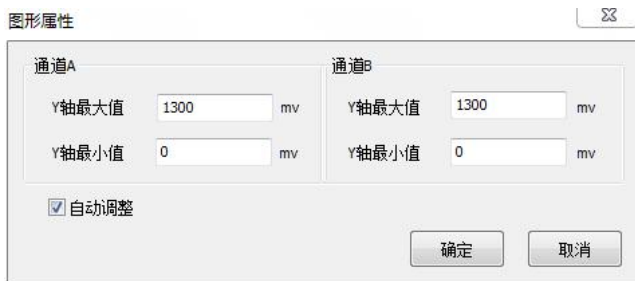 图形属性
通道A
Y轴最大值 1300 mv
Y轴最小值 0 mv
通道B
Y轴最大值 1300 mv
Y轴最小值 0 mv
自动调整
确定 取消